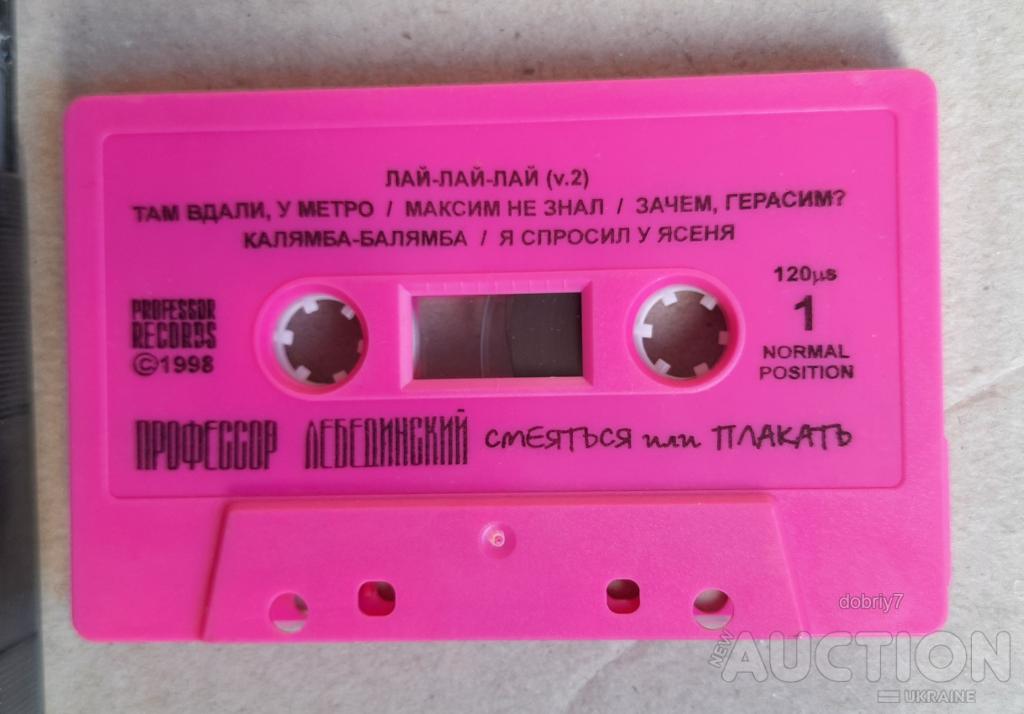 ЛАЙ-ЛАЙ-ЛАЙ (v.2)
ТАМ ВДАЛИ, У МЕТРО / МАКСИМ НЕ ЗНАЛ / ЗАЧЕМ, ГЕРАСИМ?
КАЛЯМБА-БАЛЯМБА / Я СПРОСИЛ У ЯСЕНЯ
PROFESSOR
RECORDS
©1998
120µs
1
NORMAL
POSITION
ПРОФЕССОР ЛЕБЕДИНСКИЙ СМЕЯТЬСЯ или ПЛАКАТЬ
dobriy7
NEW AUCTION
UKRAINE